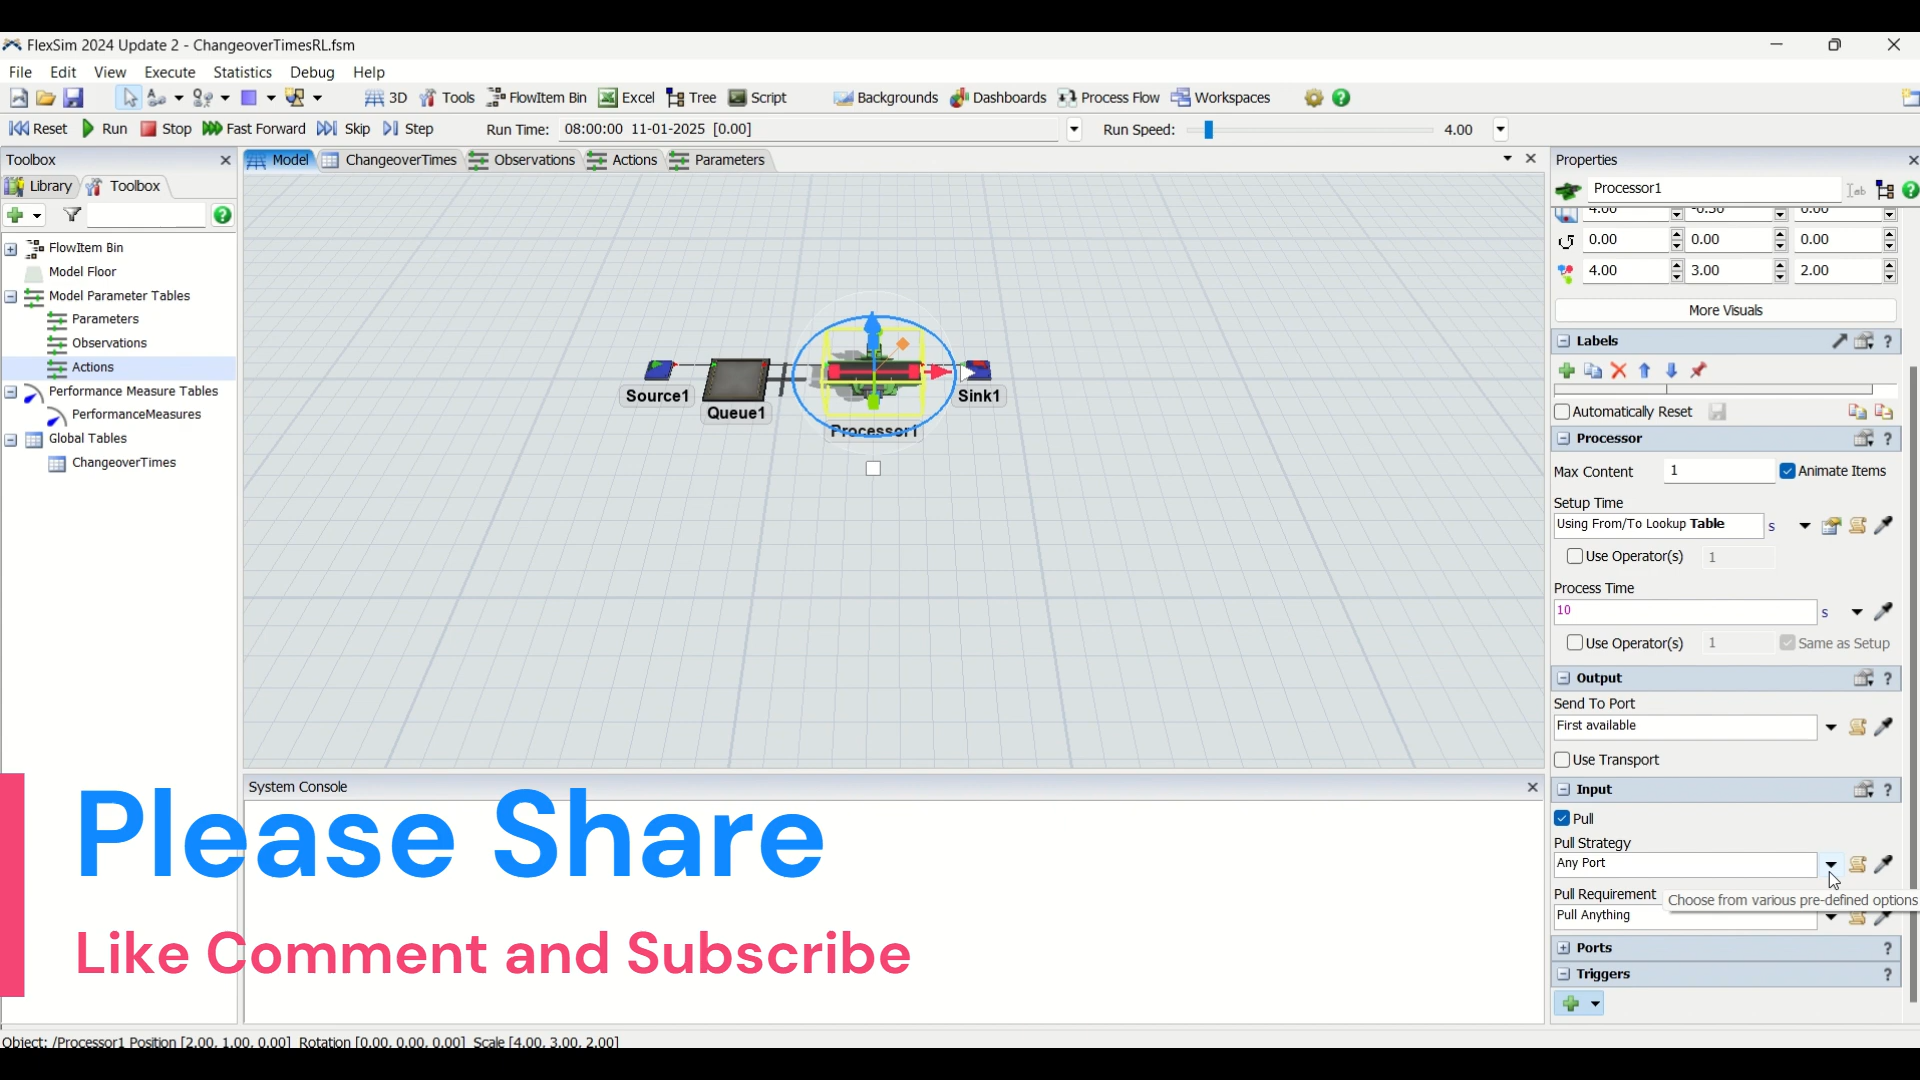 FlexSim 2024 Update 2 - ChangeoverTimesRL.fsm
File Edit View Execute Statistics Debug Help
3D Tools FlowItem Bin Excel Tree Script Backgrounds Dashboards Process Flow Workspaces
Reset Run Stop Fast Forward Skip Step Run Time: 08:00:00 11-01-2025 [0.00] Run Speed: 4.00
Toolbox
Library Toolbox
FlowItem Bin
Model Floor
Model Parameter Tables
Parameters
Observations
Actions
Performance Measure Tables
PerformanceMeasures
Global Tables
ChangeoverTimes
Model ChangeoverTimes Observations Actions Parameters
Source1
Queue1
Processor1
Sink1
System Console
Please Share
Like Comment and Subscribe
Properties
Processor1
4.00 -0.50 0.00
0.00 0.00 0.00
4.00 3.00 2.00
More Visuals
Labels
Automatically Reset
Processor
Max Content 1 Animate Items
Setup Time
Using From/To Lookup Table s
Use Operator(s) 1
Process Time
10 s
Use Operator(s) 1 Same as Setup
Output
Send To Port
First available
Use Transport
Input
Pull
Pull Strategy
Any Port
Pull Requirement
Choose from various pre-defined options
Pull Anything
Ports
Triggers
Object: /Processor1 Position [2.00, 1.00, 0.00] Rotation [0.00, 0.00, 0.00] Scale [4.00, 3.00, 2.00]